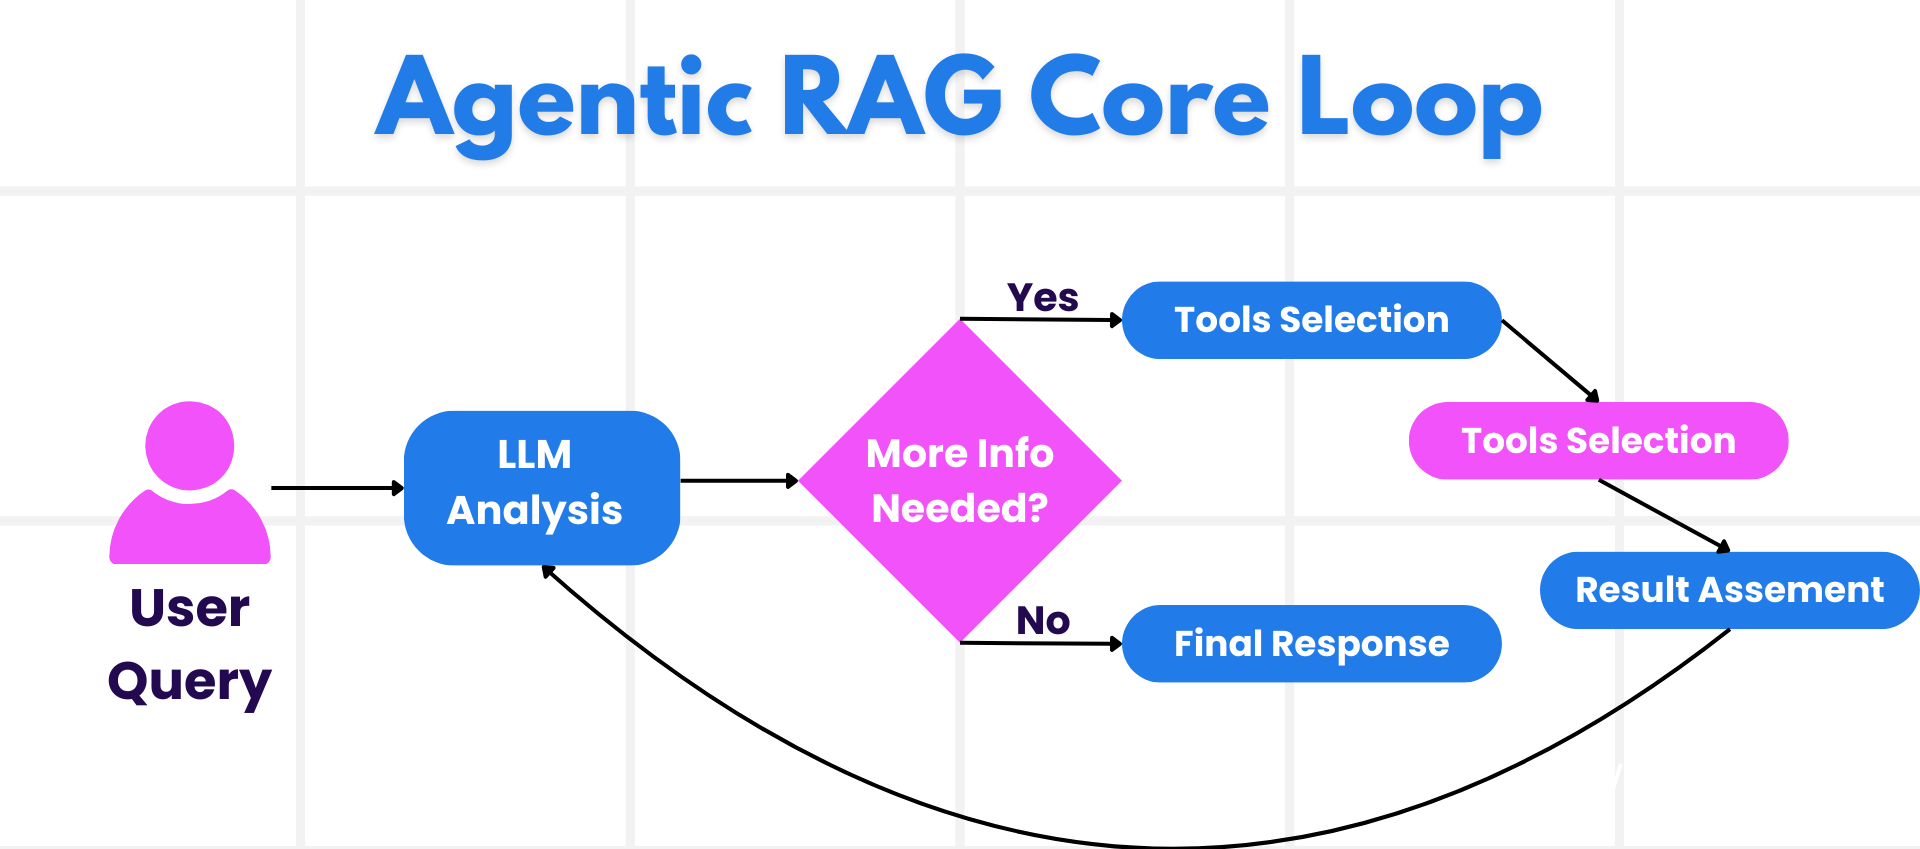 Agentic RAG Core Loop
Yes
Tools Selection
Tools Selection
LLM
Analysis
More Info
Needed?
Result Assement
No
Final Response
User
Query